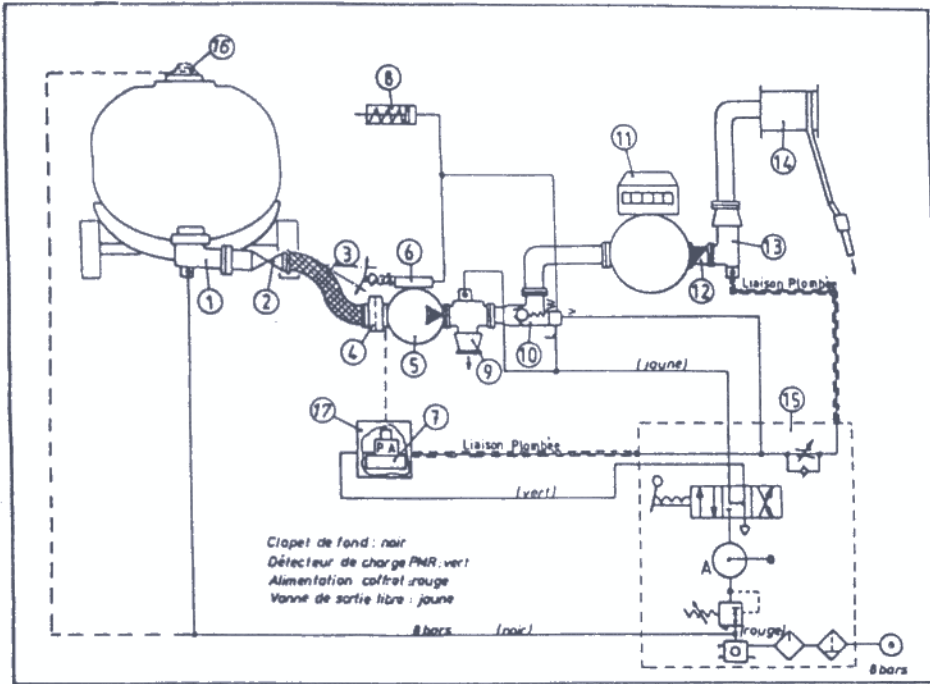 16
8
11
14
3
6
13
Liaison Plombée
1
2
12
4
5
9
10
(jaune)
15
17
7
P A
Liaison Plombée
(vert)
Clapet de fond : noir
Détecteur de charge PMR : vert
Alimentation coffret : rouge
Vanne de sortie libre : jaune
A
8bars (noir)
(rouge)
8 bars